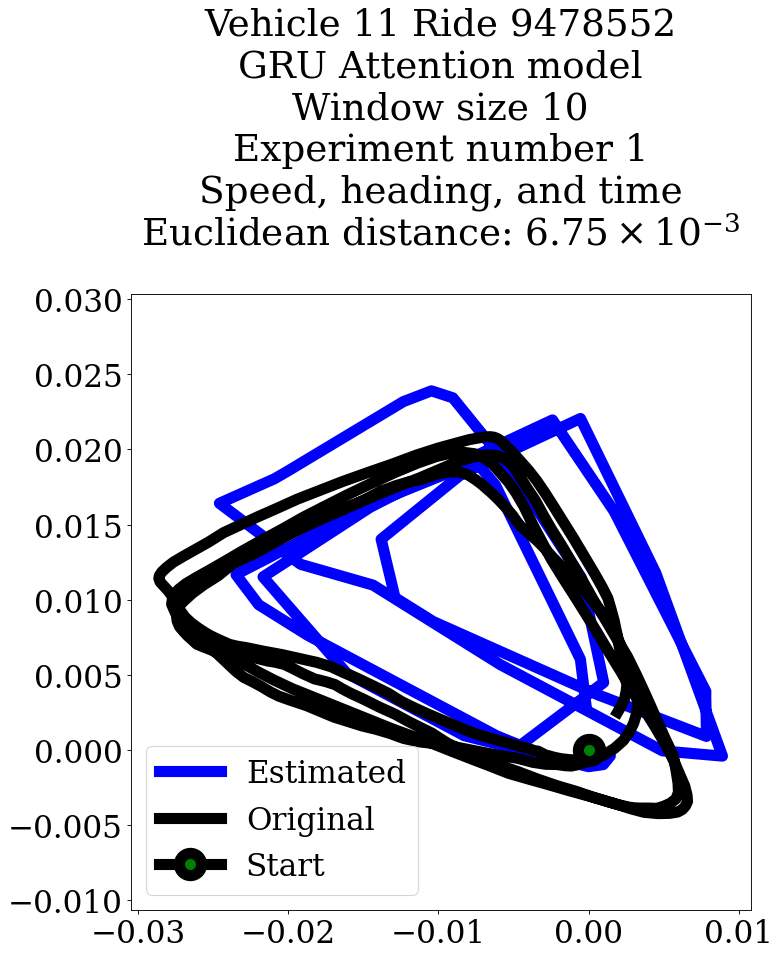 Vehicle 11 Ride 9478552
GRU Attention model
Window size 10
Experiment number 1
Speed, heading, and time
Euclidean distance: 6.75 × 10⁻³
0.030
0.025
0.020
0.015
0.010
0.005
0.000
−0.005
−0.010
Estimated
Original
Start
−0.03 −0.02 −0.01 0.00 0.01